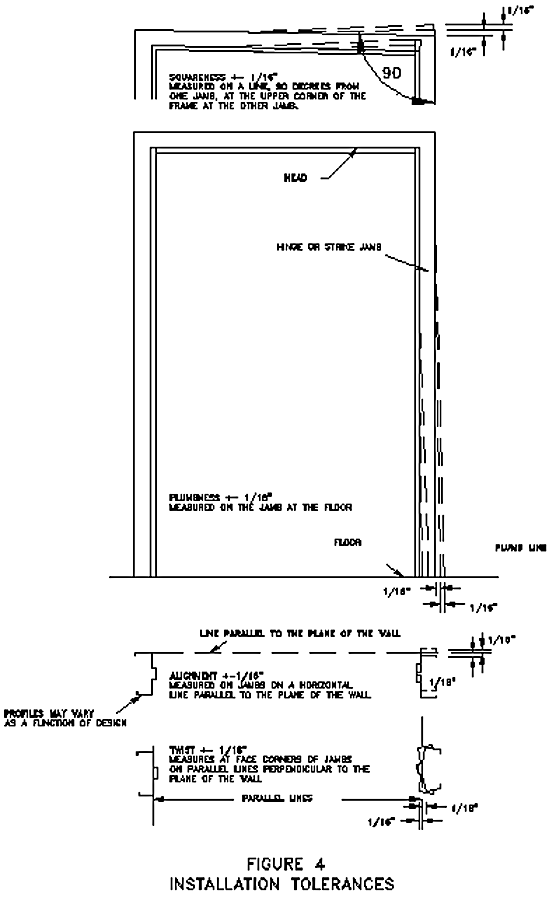 1/16"
1/16"
90
SQUARENESS +- 1/16"
MEASURED ON A LINE, 90 DEGREES FROM
ONE JAMB, AT THE UPPER CORNER OF THE
FRAME AT THE OTHER JAMB.
HEAD
HINGE OR STRIKE JAMB
PLUMBNESS +- 1/16"
MEASURED ON THE JAMB AT THE FLOOR
FLOOR
PLUMB LINE
1/16"
1/16"
LINE PARALLEL TO THE PLANE OF THE WALL
1/16"
ALIGNMENT +-1/16"
MEASURED ON JAMBS ON A HORIZONTAL
LINE PARALLEL TO THE PLANE OF THE WALL
1/16"
PROFILES MAY VARY
AS A FUNCTION OF DESIGN
TWIST +- 1/16"
MEASURES AT FACE CORNERS OF JAMBS
ON PARALLEL LINES PERPENDICULAR TO THE
PLANE OF THE WALL
PARALLEL LINES
1/16"
1/16"
FIGURE 4
INSTALLATION TOLERANCES